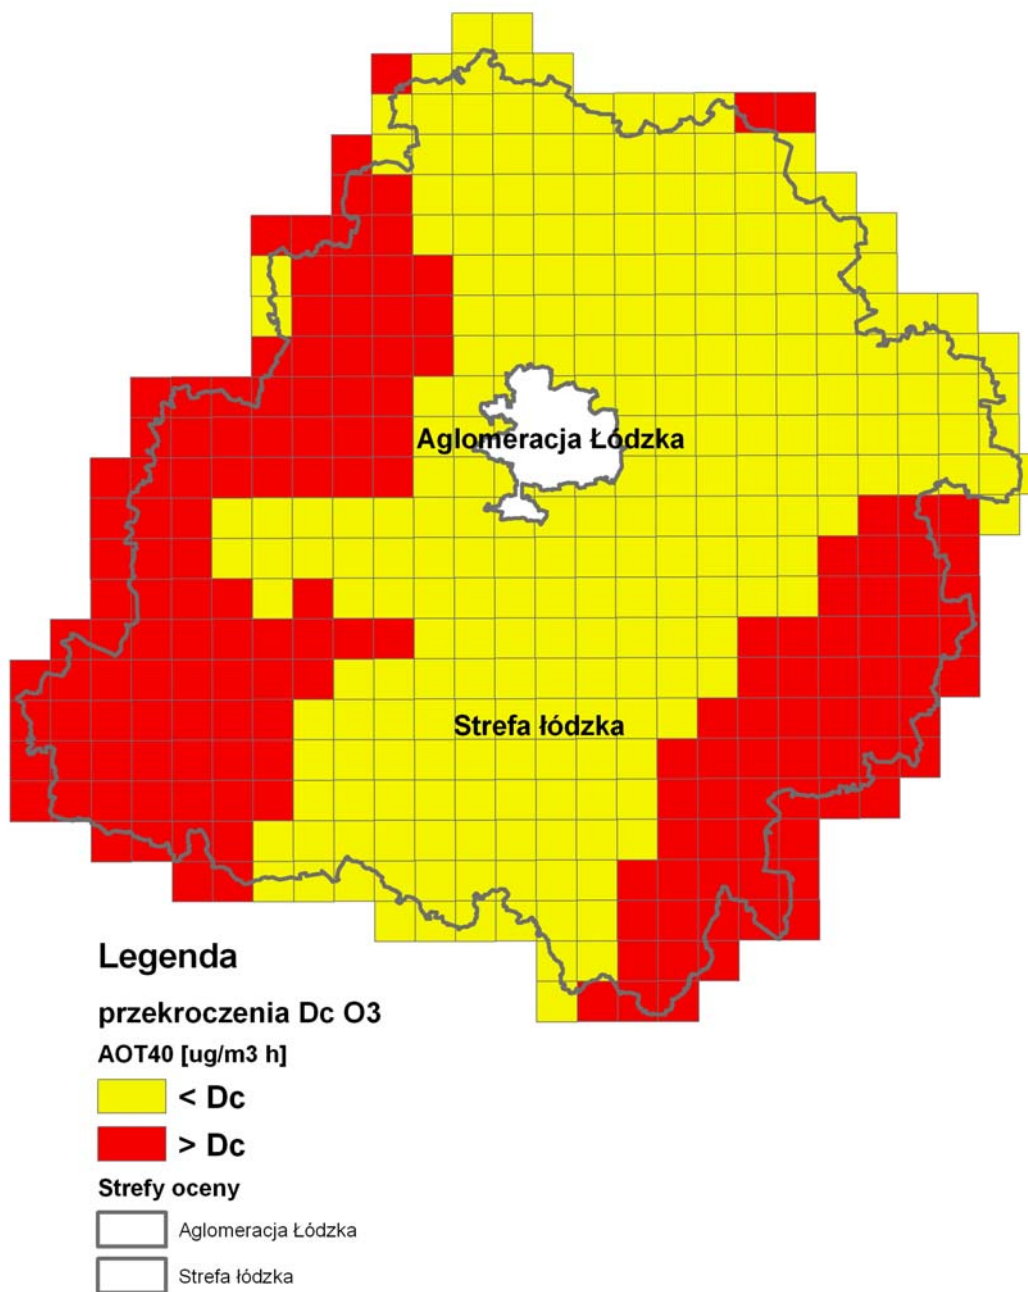 Aglomeracja Łódzka
Strefa łódzka
Legenda
przekroczenia Dc O3
AOT40 [ug/m3 h]
< Dc
> Dc
Strefy oceny
Aglomeracja Łódzka
Strefa łódzka